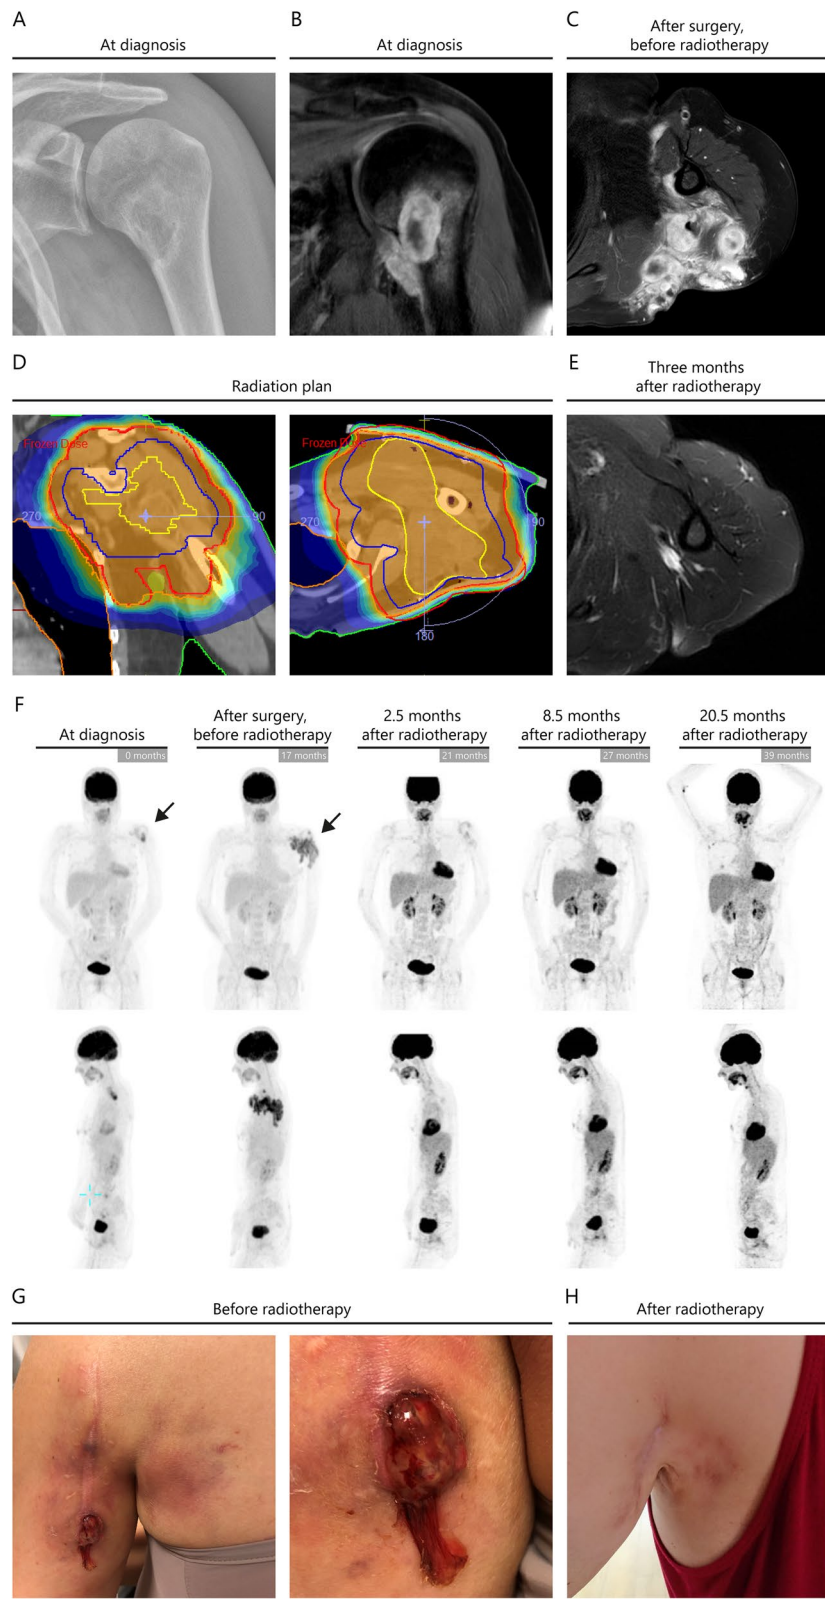 A
At diagnosis
B
At diagnosis
C
After surgery,
before radiotherapy
D
Radiation plan
Frozen Dose
270
90
Frozen Dose
270
90
180
E
Three months
after radiotherapy
F
At diagnosis
0 months
After surgery,
before radiotherapy
17 months
2.5 months
after radiotherapy
21 months
8.5 months
after radiotherapy
27 months
20.5 months
after radiotherapy
39 months
G
Before radiotherapy
H
After radiotherapy